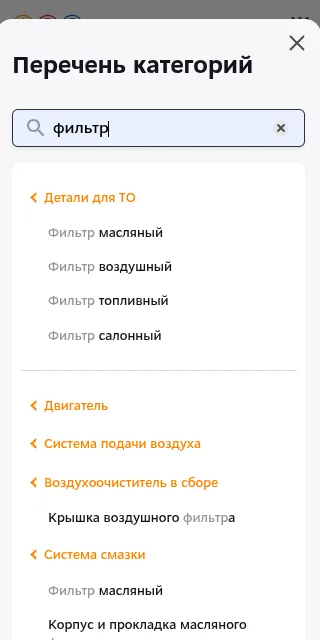 Перечень категорий
фильтр
Детали для ТО
Фильтр масляный
Фильтр воздушный
Фильтр топливный
Фильтр салонный
Двигатель
Система подачи воздуха
Воздухоочиститель в сборе
Крышка воздушного фильтра
Система смазки
Фильтр масляный
Корпус и прокладка масляного